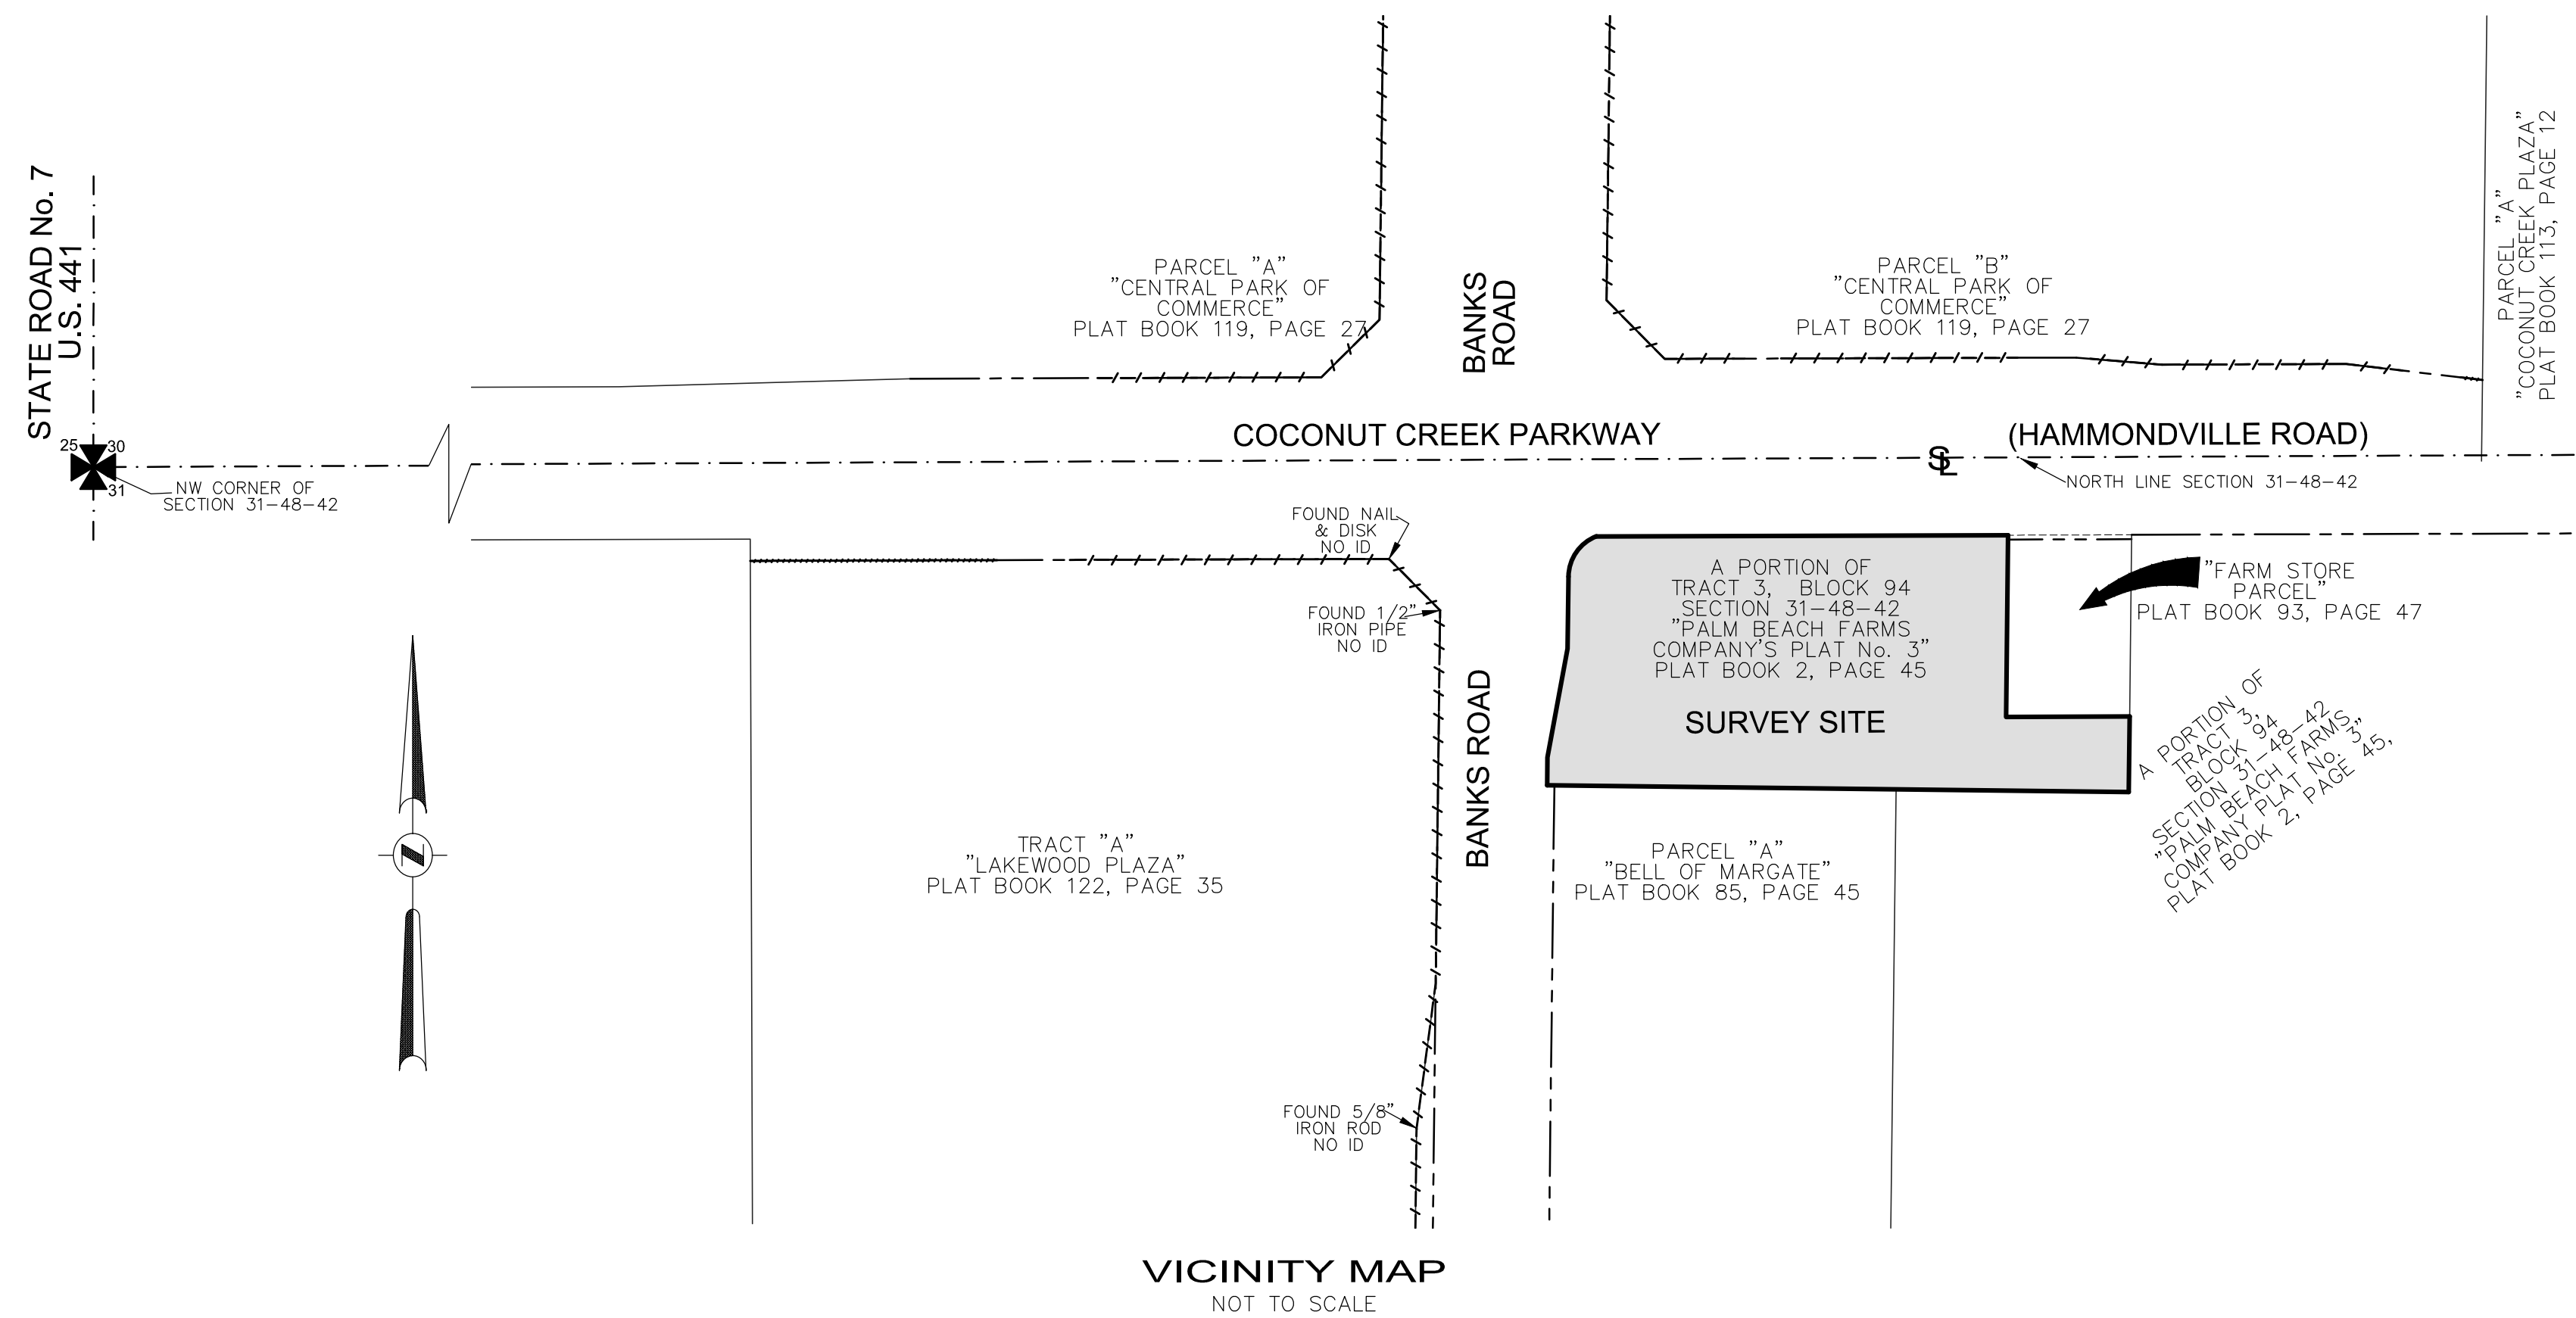 STATE ROAD No. 7
U.S. 441
25
30
31
NW CORNER OF
SECTION 31-48-42
PARCEL "A"
"CENTRAL PARK OF
COMMERCE"
PLAT BOOK 119, PAGE 27
BANKS
ROAD
PARCEL "B"
"CENTRAL PARK OF
COMMERCE"
PLAT BOOK 119, PAGE 27
PARCEL "A"
"COCONUT CREEK PLAZA"
PLAT BOOK 113, PAGE 12
COCONUT CREEK PARKWAY
(HAMMONDVILLE ROAD)
SL
NORTH LINE SECTION 31-48-42
FOUND NAIL
& DISK
NO ID
FOUND 1/2"
IRON PIPE
NO ID
A PORTION OF
TRACT 3, BLOCK 94
SECTION 31-48-42
"PALM BEACH FARMS
COMPANY'S PLAT No. 3"
PLAT BOOK 2, PAGE 45
SURVEY SITE
"FARM STORE
PARCEL"
PLAT BOOK 93, PAGE 47
A PORTION OF
TRACT 3,
BLOCK 94
SECTION 31-48-42
"PALM BEACH FARMS
COMPANY PLAT No. 3"
PLAT BOOK 2, PAGE 45,
BANKS ROAD
N
TRACT "A"
"LAKEWOOD PLAZA"
PLAT BOOK 122, PAGE 35
PARCEL "A"
"BELL OF MARGATE"
PLAT BOOK 85, PAGE 45
FOUND 5/8"
IRON ROD
NO ID
VICINITY MAP
NOT TO SCALE